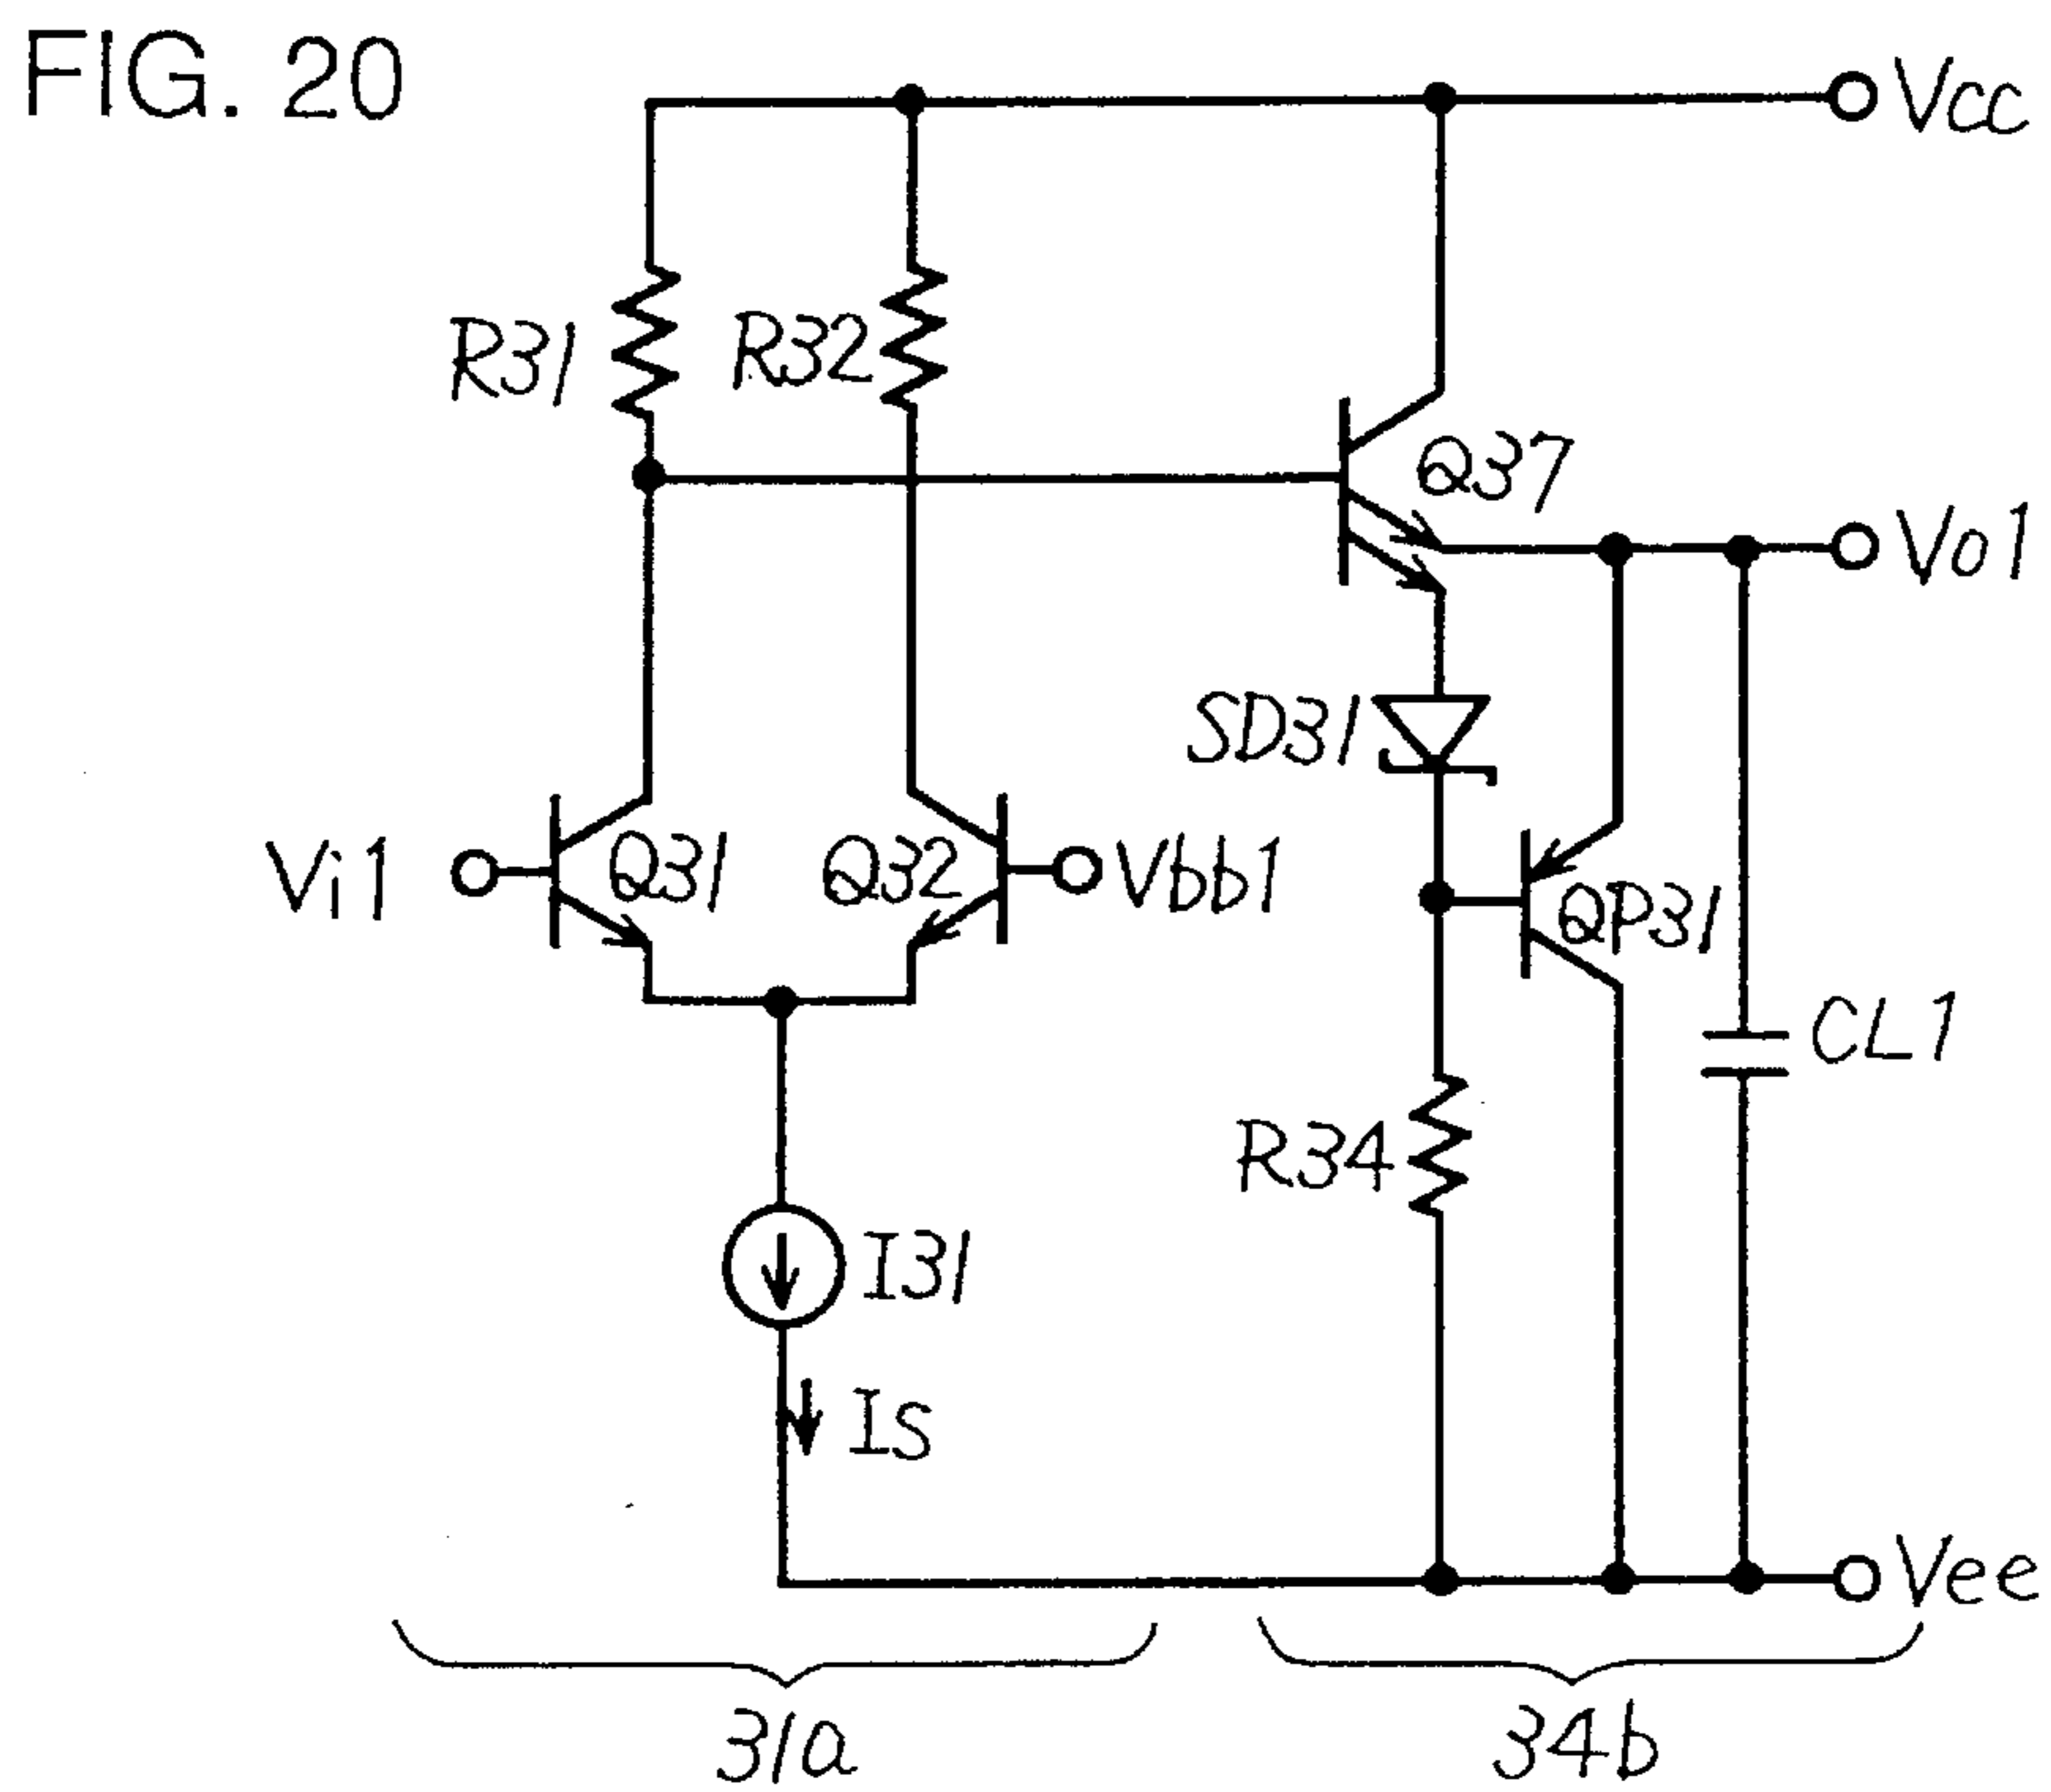 FIG. 20
Vcc
R31
R32
Q37
Vo1
SD31
Vi1
Q31
Q32
Vbb1
QP31
CL1
R34
I31
Is
Vee
31a
34b